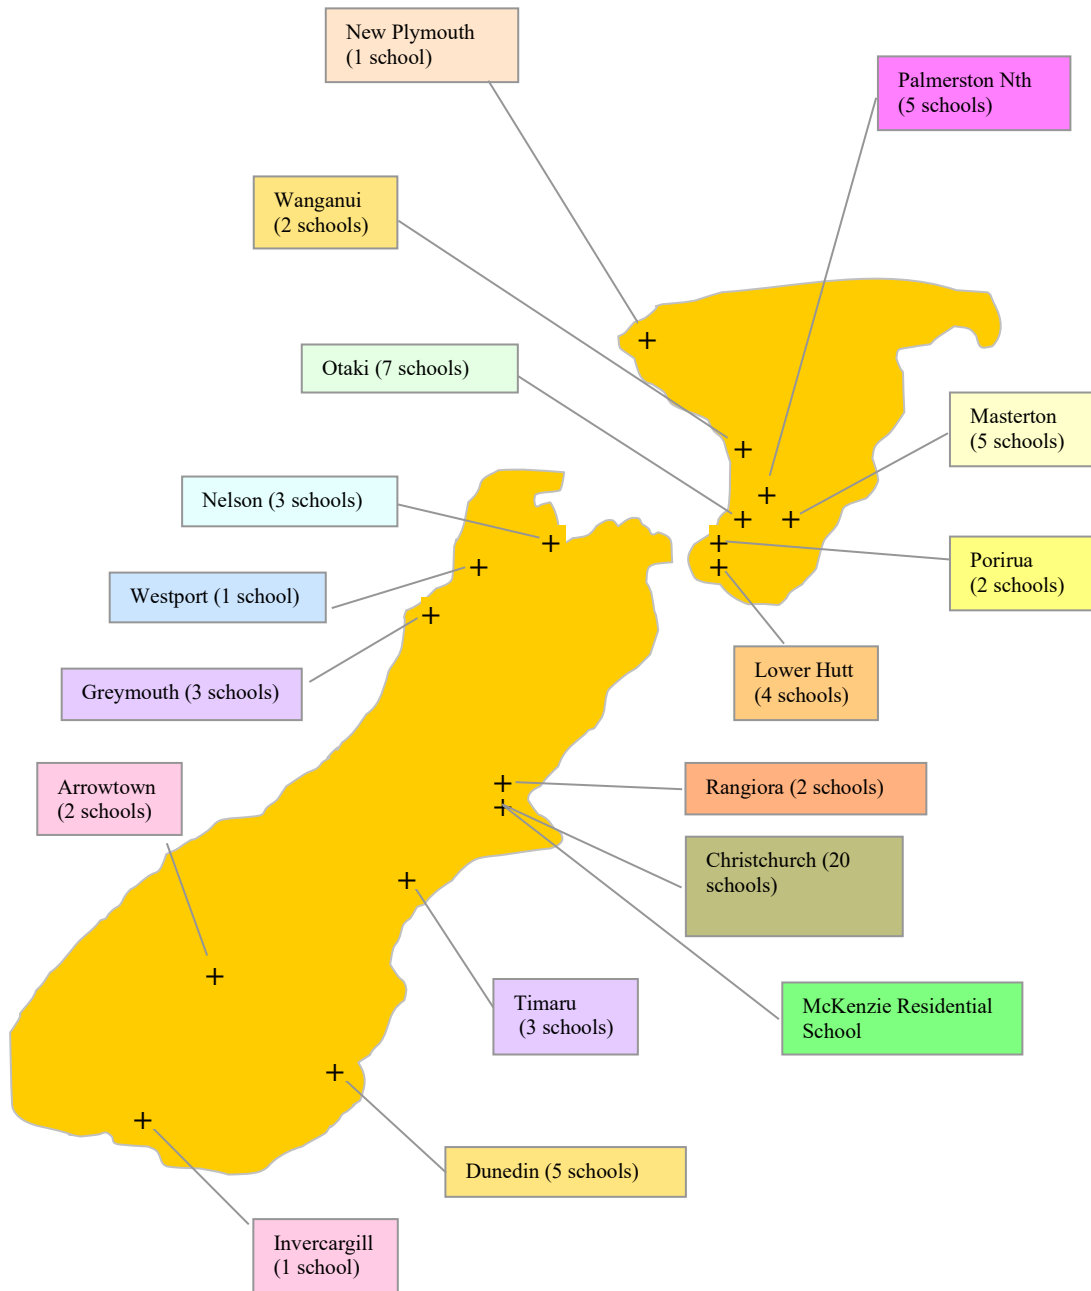 New Plymouth
(1 school)
Palmerston Nth
(5 schools)
Wanganui
(2 schools)
Otaki (7 schools)
Masterton
(5 schools)
Nelson (3 schools)
Porirua
(2 schools)
Westport (1 school)
Lower Hutt
(4 schools)
Greymouth (3 schools)
Arrowtown
(2 schools)
Rangiora (2 schools)
Christchurch (20
schools)
Timaru
(3 schools)
McKenzie Residential
School
Dunedin (5 schools)
Invercargill
(1 school)